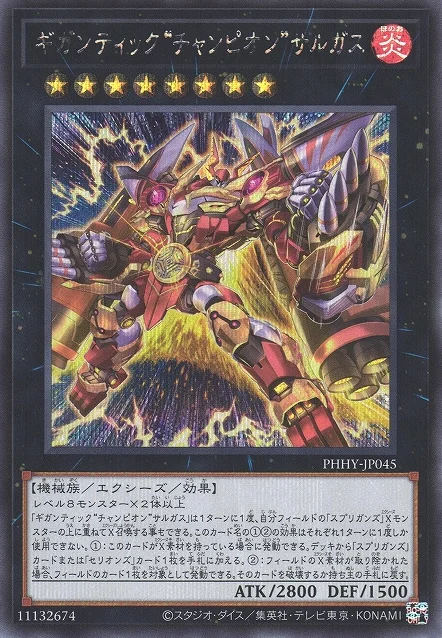 ギガンティック“チャンピオン”サルガス
炎
ほのお
PHHY-JP045
【機械族／エクシーズ／効果】
レベル８モンスター×２体以上
「ギガンティック“チャンピオン”サルガス」は１ターンに１度、自分フィールドの「スプリガンズ」Xモン
スターの上に重ねてX召喚する事もできる。このカード名の①②の効果はそれぞれ１ターンに１度しか
使用できない。①：このカードがX素材を持っている場合に発動できる。デッキから「スプリガンズ」
カードまたは「セリオンズ」カード１枚を手札に加える。②：フィールドのX素材が取り除かれた
場合、フィールドのカード１枚を対象として発動できる。そのカードを破壊するか持ち主の手札に戻す。
ATK/2800 DEF/1500
11132674
©スタジオ・ダイス／集英社・テレビ東京・KONAMI